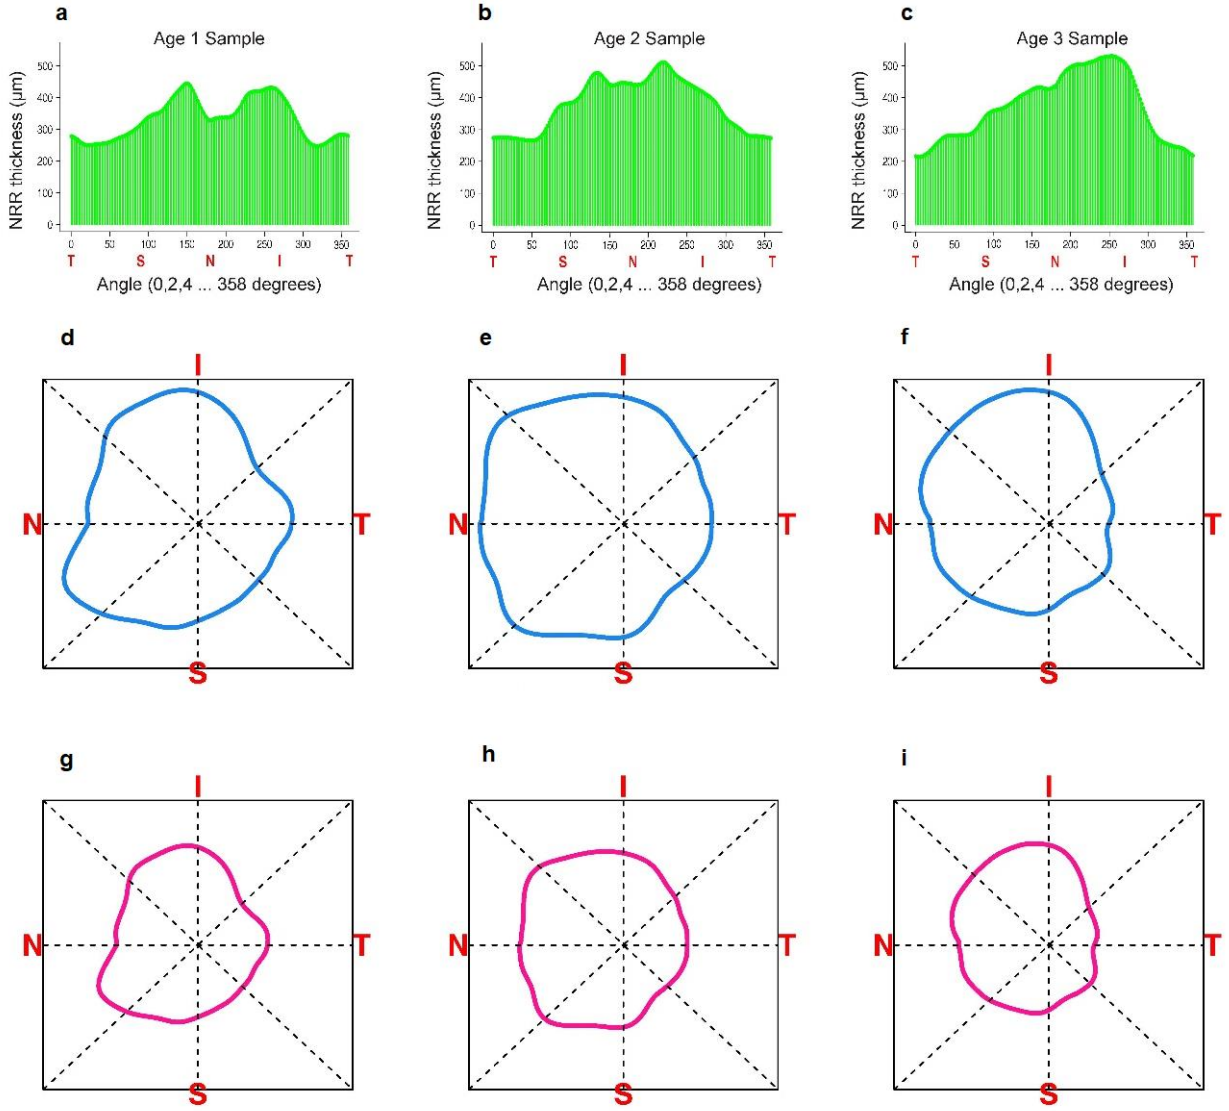 a b c
Age 1 Sample Age 2 Sample Age 3 Sample
NRR thickness (μm) NRR thickness (μm) NRR thickness (μm)
500 500 500
400 400 400
300 300 300
200 200 200
100 100 100
0 0 0
0 50 100 150 200 250 300 350 0 50 100 150 200 250 300 350 0 50 100 150 200 250 300 350
T S N I T T S N I T T S N I T
Angle (0,2,4 ... 358 degrees) Angle (0,2,4 ... 358 degrees) Angle (0,2,4 ... 358 degrees)
d e f
I I I
N T N T N T
S S S
g h i
I I I
N T N T N T
S S S